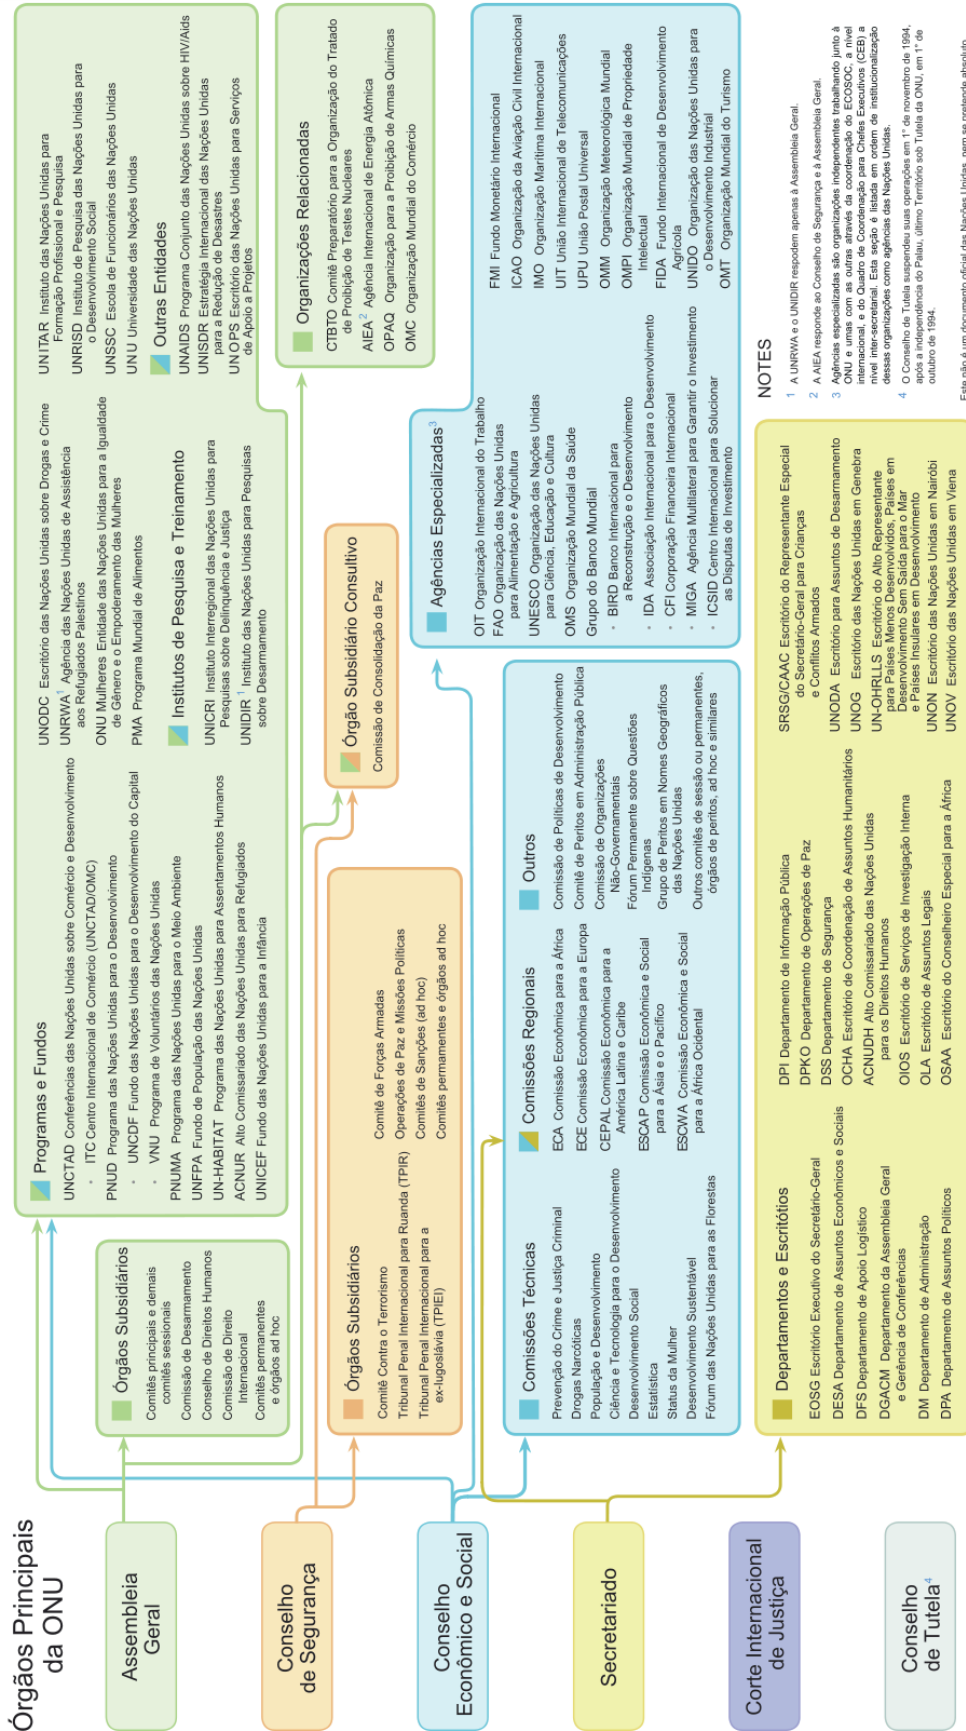 Órgãos Principais
da ONU
Assembleia
Geral
Conselho
de Segurança
Conselho
Econômico e Social
Secretariado
Corte Internacional
de Justiça
Conselho
de Tutela4
Órgãos Subsidiários
Comitês principais e demais
comitês sessionais
Comissão de Desarmamento
Conselho de Direitos Humanos
Comissão de Direito
Internacional
Comitês permanentes
e órgãos ad hoc
Programas e Fundos
UNCTAD Conferências das Nações Unidas sobre Comércio e Desenvolvimento
• ITC Centro Internacional de Comércio (UNCTAD/OMC)
PNUD Programa das Nações Unidas para o Desenvolvimento
• UNCDF Fundo das Nações Unidas para o Desenvolvimento do Capital
• VNU Programa de Voluntários das Nações Unidas
PNUMA Programa das Nações Unidas para o Meio Ambiente
UNFPA Fundo de População das Nações Unidas
UN-HABITAT Programa das Nações Unidas para Assentamentos Humanos
ACNUR Alto Comissariado das Nações Unidas para Refugiados
UNICEF Fundo das Nações Unidas para a Infância
UNODC Escritório das Nações Unidas sobre Drogas e Crime
UNRWA1 Agência das Nações Unidas de Assistência
aos Refugiados Palestinos
ONU Mulheres Entidade das Nações Unidas para a Igualdade
de Gênero e o Empoderamento das Mulheres
PMA Programa Mundial de Alimentos
Institutos de Pesquisa e Treinamento
UNICRI Instituto Interregional das Nações Unidas para
Pesquisas sobre Delinquência e Justiça
UNIDIR1 Instituto das Nações Unidas para Pesquisas
sobre Desarmamento
UNITAR Instituto das Nações Unidas para
Formação Profissional e Pesquisa
UNRISD Instituto de Pesquisa das Nações Unidas para
o Desenvolvimento Social
UNSSC Escola de Funcionários das Nações Unidas
UNU Universidade das Nações Unidas
Outras Entidades
UNAIDS Programa Conjunto das Nações Unidas sobre HIV/Aids
UNISDR Estratégia Internacional das Nações Unidas
para a Redução de Desastres
UNOPS Escritório das Nações Unidas para Serviços
de Apoio a Projetos
Organizações Relacionadas
CTBTO Comitê Preparatório para a Organização do Tratado
de Proibição de Testes Nucleares
AIEA2 Agência Internacional de Energia Atômica
OPAQ Organização para a Proibição de Armas Químicas
OMC Organização Mundial do Comércio
Órgãos Subsidiários
Comitê Contra o Terrorismo
Tribunal Penal Internacional para Ruanda (TPIR)
Tribunal Penal Internacional para a
ex-Iugoslávia (TPIEI)
Comitê de Forças Armadas
Operações de Paz e Missões Políticas
Comitês de Sanções (ad hoc)
Comitês permanentes e órgãos ad hoc
Órgão Subsidiário Consultivo
Comissão de Consolidação da Paz
Comissões Técnicas
Prevenção do Crime e Justiça Criminal
Drogas Narcóticas
População e Desenvolvimento
Ciência e Tecnologia para o Desenvolvimento
Desenvolvimento Social
Estatística
Status da Mulher
Desenvolvimento Sustentável
Fórum das Nações Unidas para as Florestas
Comissões Regionais
ECA Comissão Econômica para a África
ECE Comissão Econômica para a Europa
CEPAL Comissão Econômica para a
América Latina e Caribe
ESCAP Comissão Econômica e Social
para a Ásia e o Pacífico
ESCWA Comissão Econômica e Social
para a África Ocidental
Outros
Comissão de Políticas de Desenvolvimento
Comitê de Peritos em Administração Pública
Comissão de Organizações
Não-Governamentais
Fórum Permanente sobre Questões
Indígenas
Grupo de Peritos em Nomes Geográficos
das Nações Unidas
Outros comitês de sessão ou permanentes,
órgãos de peritos, ad hoc e similares
Agências Especializadas3
OIT Organização Internacional do Trabalho
FAO Organização das Nações Unidas
para Alimentação e Agricultura
UNESCO Organização das Nações Unidas
para Ciência, Educação e Cultura
OMS Organização Mundial da Saúde
Grupo do Banco Mundial
• BIRD Banco Internacional para
a Reconstrução e o Desenvolvimento
• IDA Associação Internacional para o Desenvolvimento
• CFI Corporação Financeira Internacional
• MIGA Agência Multilateral para Garantir o Investimento
• ICSID Centro Internacional para Solucionar
as Disputas de Investimento
FMI Fundo Monetário Internacional
ICAO Organização da Aviação Civil Internacional
IMO Organização Marítima Internacional
UIT União Internacional de Telecomunicações
UPU União Postal Universal
OMM Organização Meteorológica Mundial
OMPI Organização Mundial de Propriedade
Intelectual
FIDA Fundo Internacional de Desenvolvimento
Agrícola
UNIDO Organização das Nações Unidas para
o Desenvolvimento Industrial
OMT Organização Mundial do Turismo
Departamentos e Escritótios
EOSG Escritório Executivo do Secretário-Geral
DESA Departamento de Assuntos Econômicos e Sociais
DFS Departamento de Apoio Logístico
DGACM Departamento da Assembleia Geral
e Gerência de Conferências
DM Departamento de Administração
DPA Departamento de Assuntos Políticos
DPI Departamento de Informação Pública
DPKO Departamento de Operações de Paz
DSS Departamento de Segurança
OCHA Escritório de Coordenação de Assuntos Humanitários
ACNUDH Alto Comissariado das Nações Unidas
para os Direitos Humanos
OIOS Escritório de Serviços de Investigação Interna
OLA Escritório de Assuntos Legais
OSAA Escritório do Conselheiro Especial para a África
SRSG/CAAC Escritório do Representante Especial
do Secretário-Geral para Crianças
e Conflitos Armados
UNODA Escritório para Assuntos de Desarmamento
UNOG Escritório das Nações Unidas em Genebra
UN-OHRLLS Escritório do Alto Representante
para Países Menos Desenvolvidos, Países em
Desenvolvimento Sem Saída para o Mar
e Países Insulares em Desenvolvimento
UNON Escritório das Nações Unidas em Nairóbi
UNOV Escritório das Nações Unidas em Viena
NOTES
1 A UNRWA e o UNIDIR respondem apenas à Assembleia Geral.
2 A AIEA responde ao Conselho de Segurança e à Assembleia Geral.
3 Agências especializadas são organizações independentes trabalhando junto à
ONU e umas com as outras através da coordenação do ECOSOC, a nível
internacional, e do Quadro de Coordenação para Chefes Executivos (CEB) a
nível inter-secretarial. Esta seção é listada em ordem de institucionalização
dessas organizações como agências das Nações Unidas.
4 O Conselho de Tutela suspendeu suas operações em 1° de novembro de 1994,
após a independência do Palau, último Território sob Tutela da ONU, em 1° de
outubro de 1994.
Este não é um documento oficial das Nações Unidas, nem se pretende absoluto